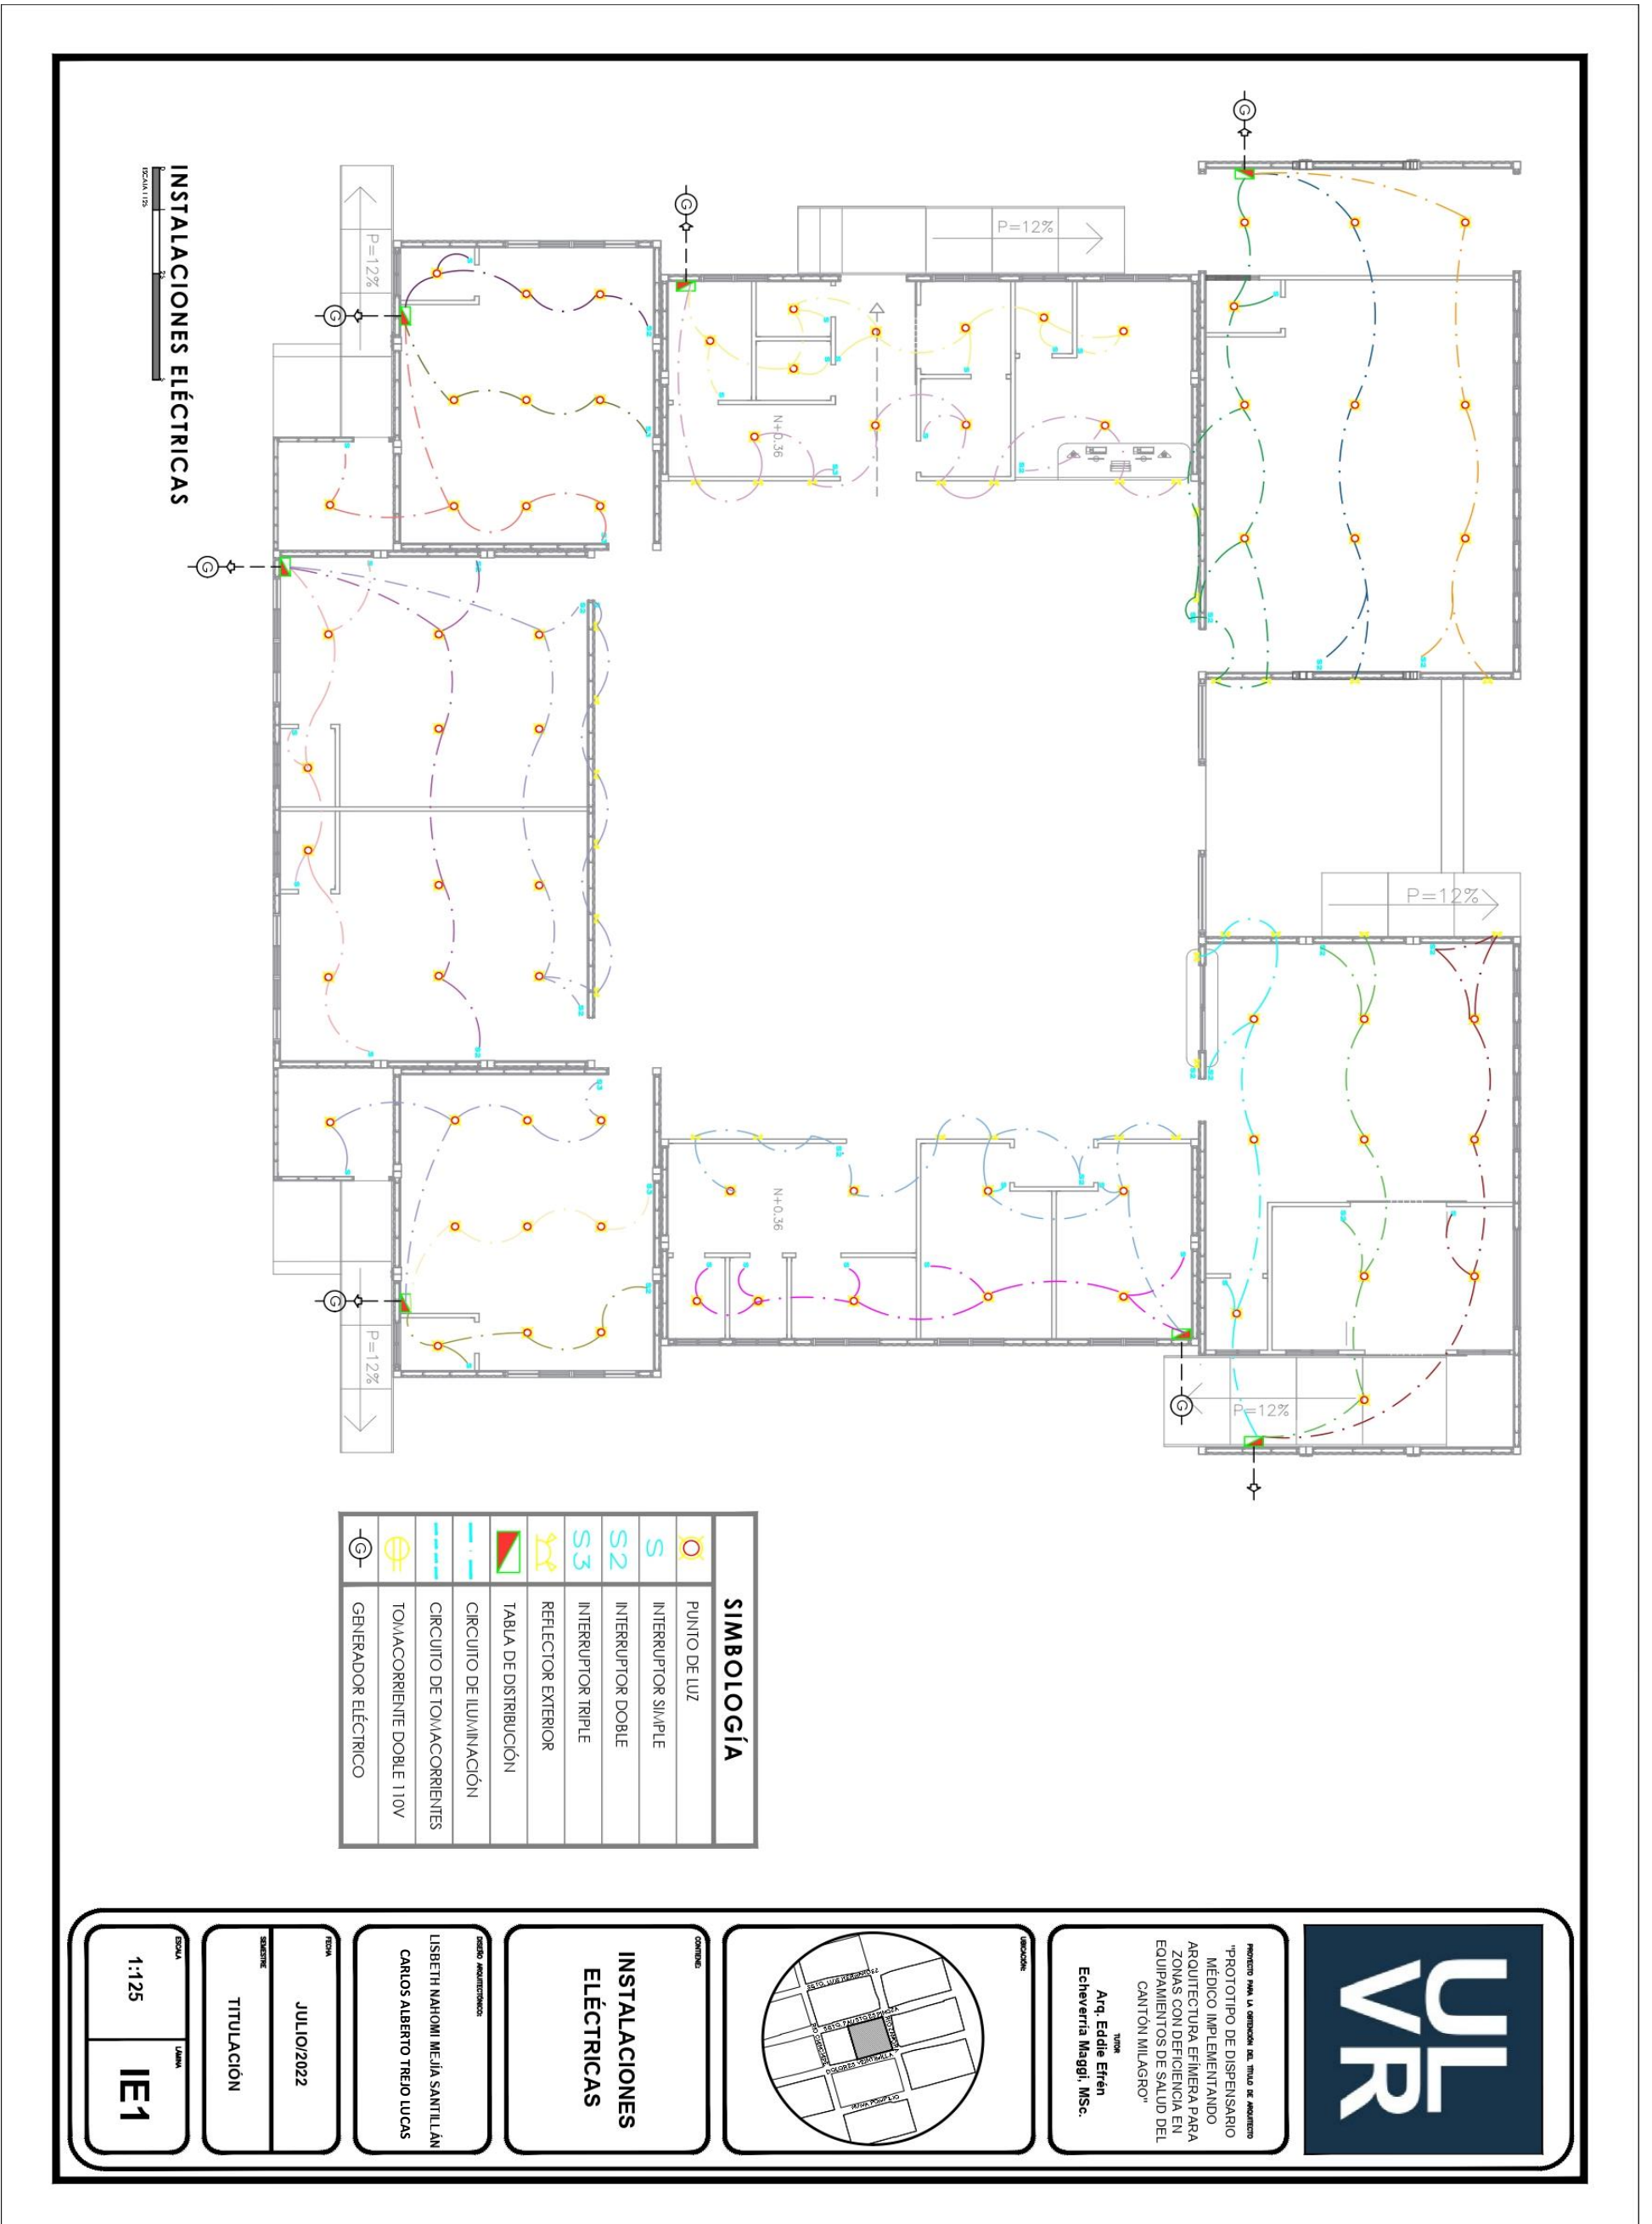 INSTALACIONES ELÉCTRICAS
ESCALA 1:125
P=12%
P=12%
P=12%
P=12%
P=12%
N+0.36
N+0.36
G
G
G
G
G
G
SIMBOLOGÍA
PUNTO DE LUZ
S INTERRUPTOR SIMPLE
S2 INTERRUPTOR DOBLE
S3 INTERRUPTOR TRIPLE
REFLECTOR EXTERIOR
TABLA DE DISTRIBUCIÓN
CIRCUITO DE ILUMINACIÓN
CIRCUITO DE TOMACORRIENTES
TOMACORRIENTE DOBLE 110V
G GENERADOR ELÉCTRICO
UL
VR
PROYECTO PARA LA OBTENCIÓN DEL TÍTULO DE ARQUITECTO
"PROTOTIPO DE DISPENSARIO
MÉDICO IMPLEMENTANDO
ARQUITECTURA EFÍMERA PARA
ZONAS CON DEFICIENCIA EN
EQUIPAMIENTOS DE SALUD DEL
CANTÓN MILAGRO"
TUTOR
Arq. Eddie Efrén
Echeverría Maggi, MSc.
UBICACIÓN:
CONTIENE:
INSTALACIONES
ELÉCTRICAS
DISEÑO ARQUITECTÓNICO:
LISBETH NAHOMI MEJÍA SANTILLÁN
CARLOS ALBERTO TREJO LUCAS
FECHA
JULIO/2022
SEMESTRE
TITULACIÓN
ESCALA
1:125
LÁMINA
IE1